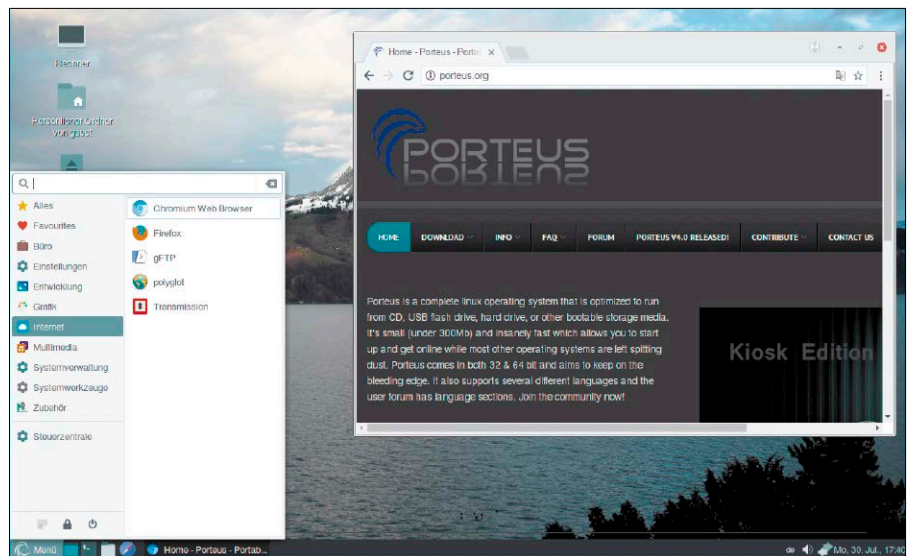 Rechner
Persönlicher Ordner
von guest
Alles
Favourites
Büro
Einstellungen
Entwicklung
Grafik
Internet
Multimedia
Systemverwaltung
Systemwerkzeuge
Zubehör
Steuerzentrale
Chromium Web Browser
Firefox
gFTP
polyglot
Transmission
Home - Porteus - Portal
porteus.org
PORTEUS
HOME DOWNLOAD INFO FAQ FORUM PORTEUS V4.0 RELEASED! CONTRIBUTE CONTACT US
Porteus is a complete linux operating system that is optimized to run
from CD, USB flash drive, hard drive, or other bootable storage media.
It's small (under 300Mb) and insanely fast which allows you to start
up and get online while most other operating systems are left spitting
dust. Porteus comes in both 32 & 64 bit and aims to keep on the
bleeding edge. It also supports several different languages and the
user forum has language sections. Join the community now!
Kiosk Edition
Menü
Home - Porteus - Portab...
de
Mo, 30. Jul., 17:40